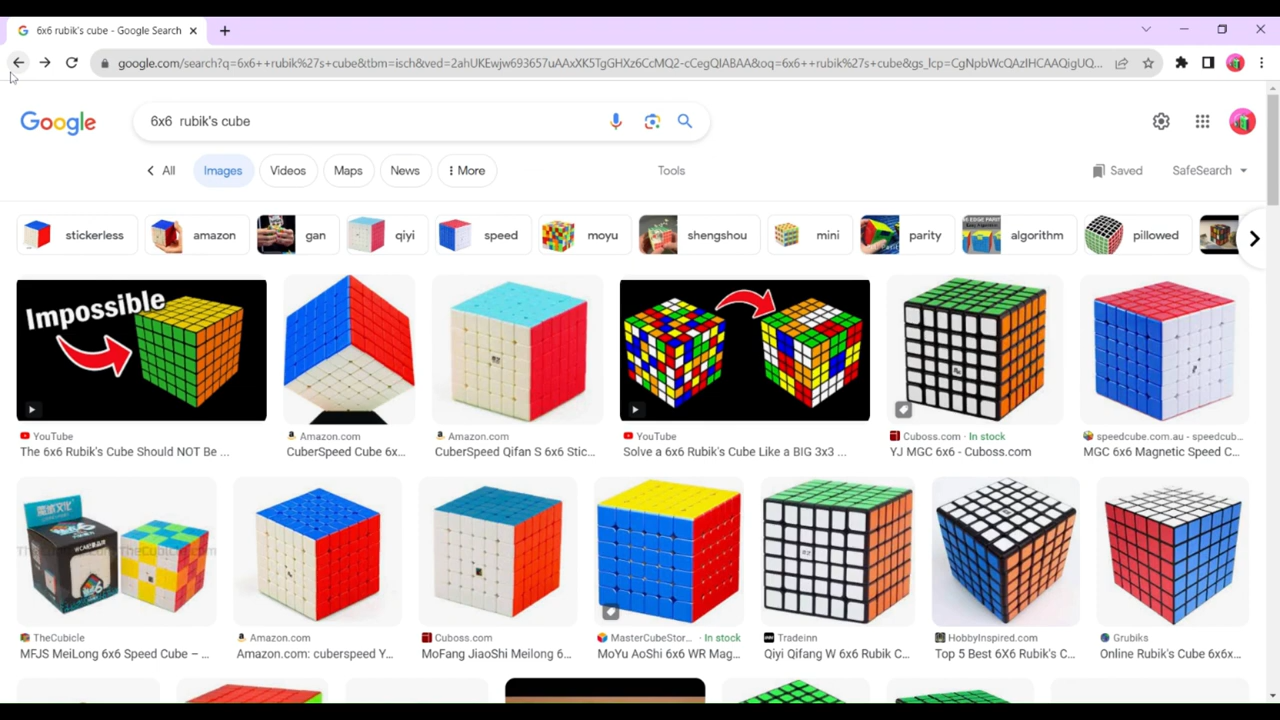 6x6 rubik's cube - Google Search
google.com/search?q=6x6++rubik%27s+cube&tbm=isch&ved=2ahUKEwjw693657uAAxXK5TgGHXz6CcMQ2-cCegQIABAA&oq=6x6++rubik%27s+cube&gs_lcp=CgNpbWcQAzIHCAAQigUQ...
Google
6x6 rubik's cube
All Images Videos Maps News More Tools Saved SafeSearch
stickerless amazon gan qiyi speed moyu shengshou mini parity algorithm pillowed
Impossible
YouTube
The 6x6 Rubik's Cube Should NOT Be ...
Amazon.com
CuberSpeed Cube 6x...
Amazon.com
CuberSpeed Qifan S 6x6 Stic...
YouTube
Solve a 6x6 Rubik's Cube Like a BIG 3x3 ...
Cuboss.com · In stock
YJ MGC 6x6 - Cuboss.com
speedcube.com.au - speedcub...
MGC 6x6 Magnetic Speed C...
TheCubicle
MFJS MeiLong 6x6 Speed Cube – ...
Amazon.com
Amazon.com: cuberspeed Y...
Cuboss.com
MoFang JiaoShi Meilong 6...
MasterCubeStor... · In stock
MoYu AoShi 6x6 WR Mag...
Tradeinn
Qiyi Qifang W 6x6 Rubik C...
HobbyInspired.com
Top 5 Best 6X6 Rubik's C...
Grubiks
Online Rubik's Cube 6x6x...